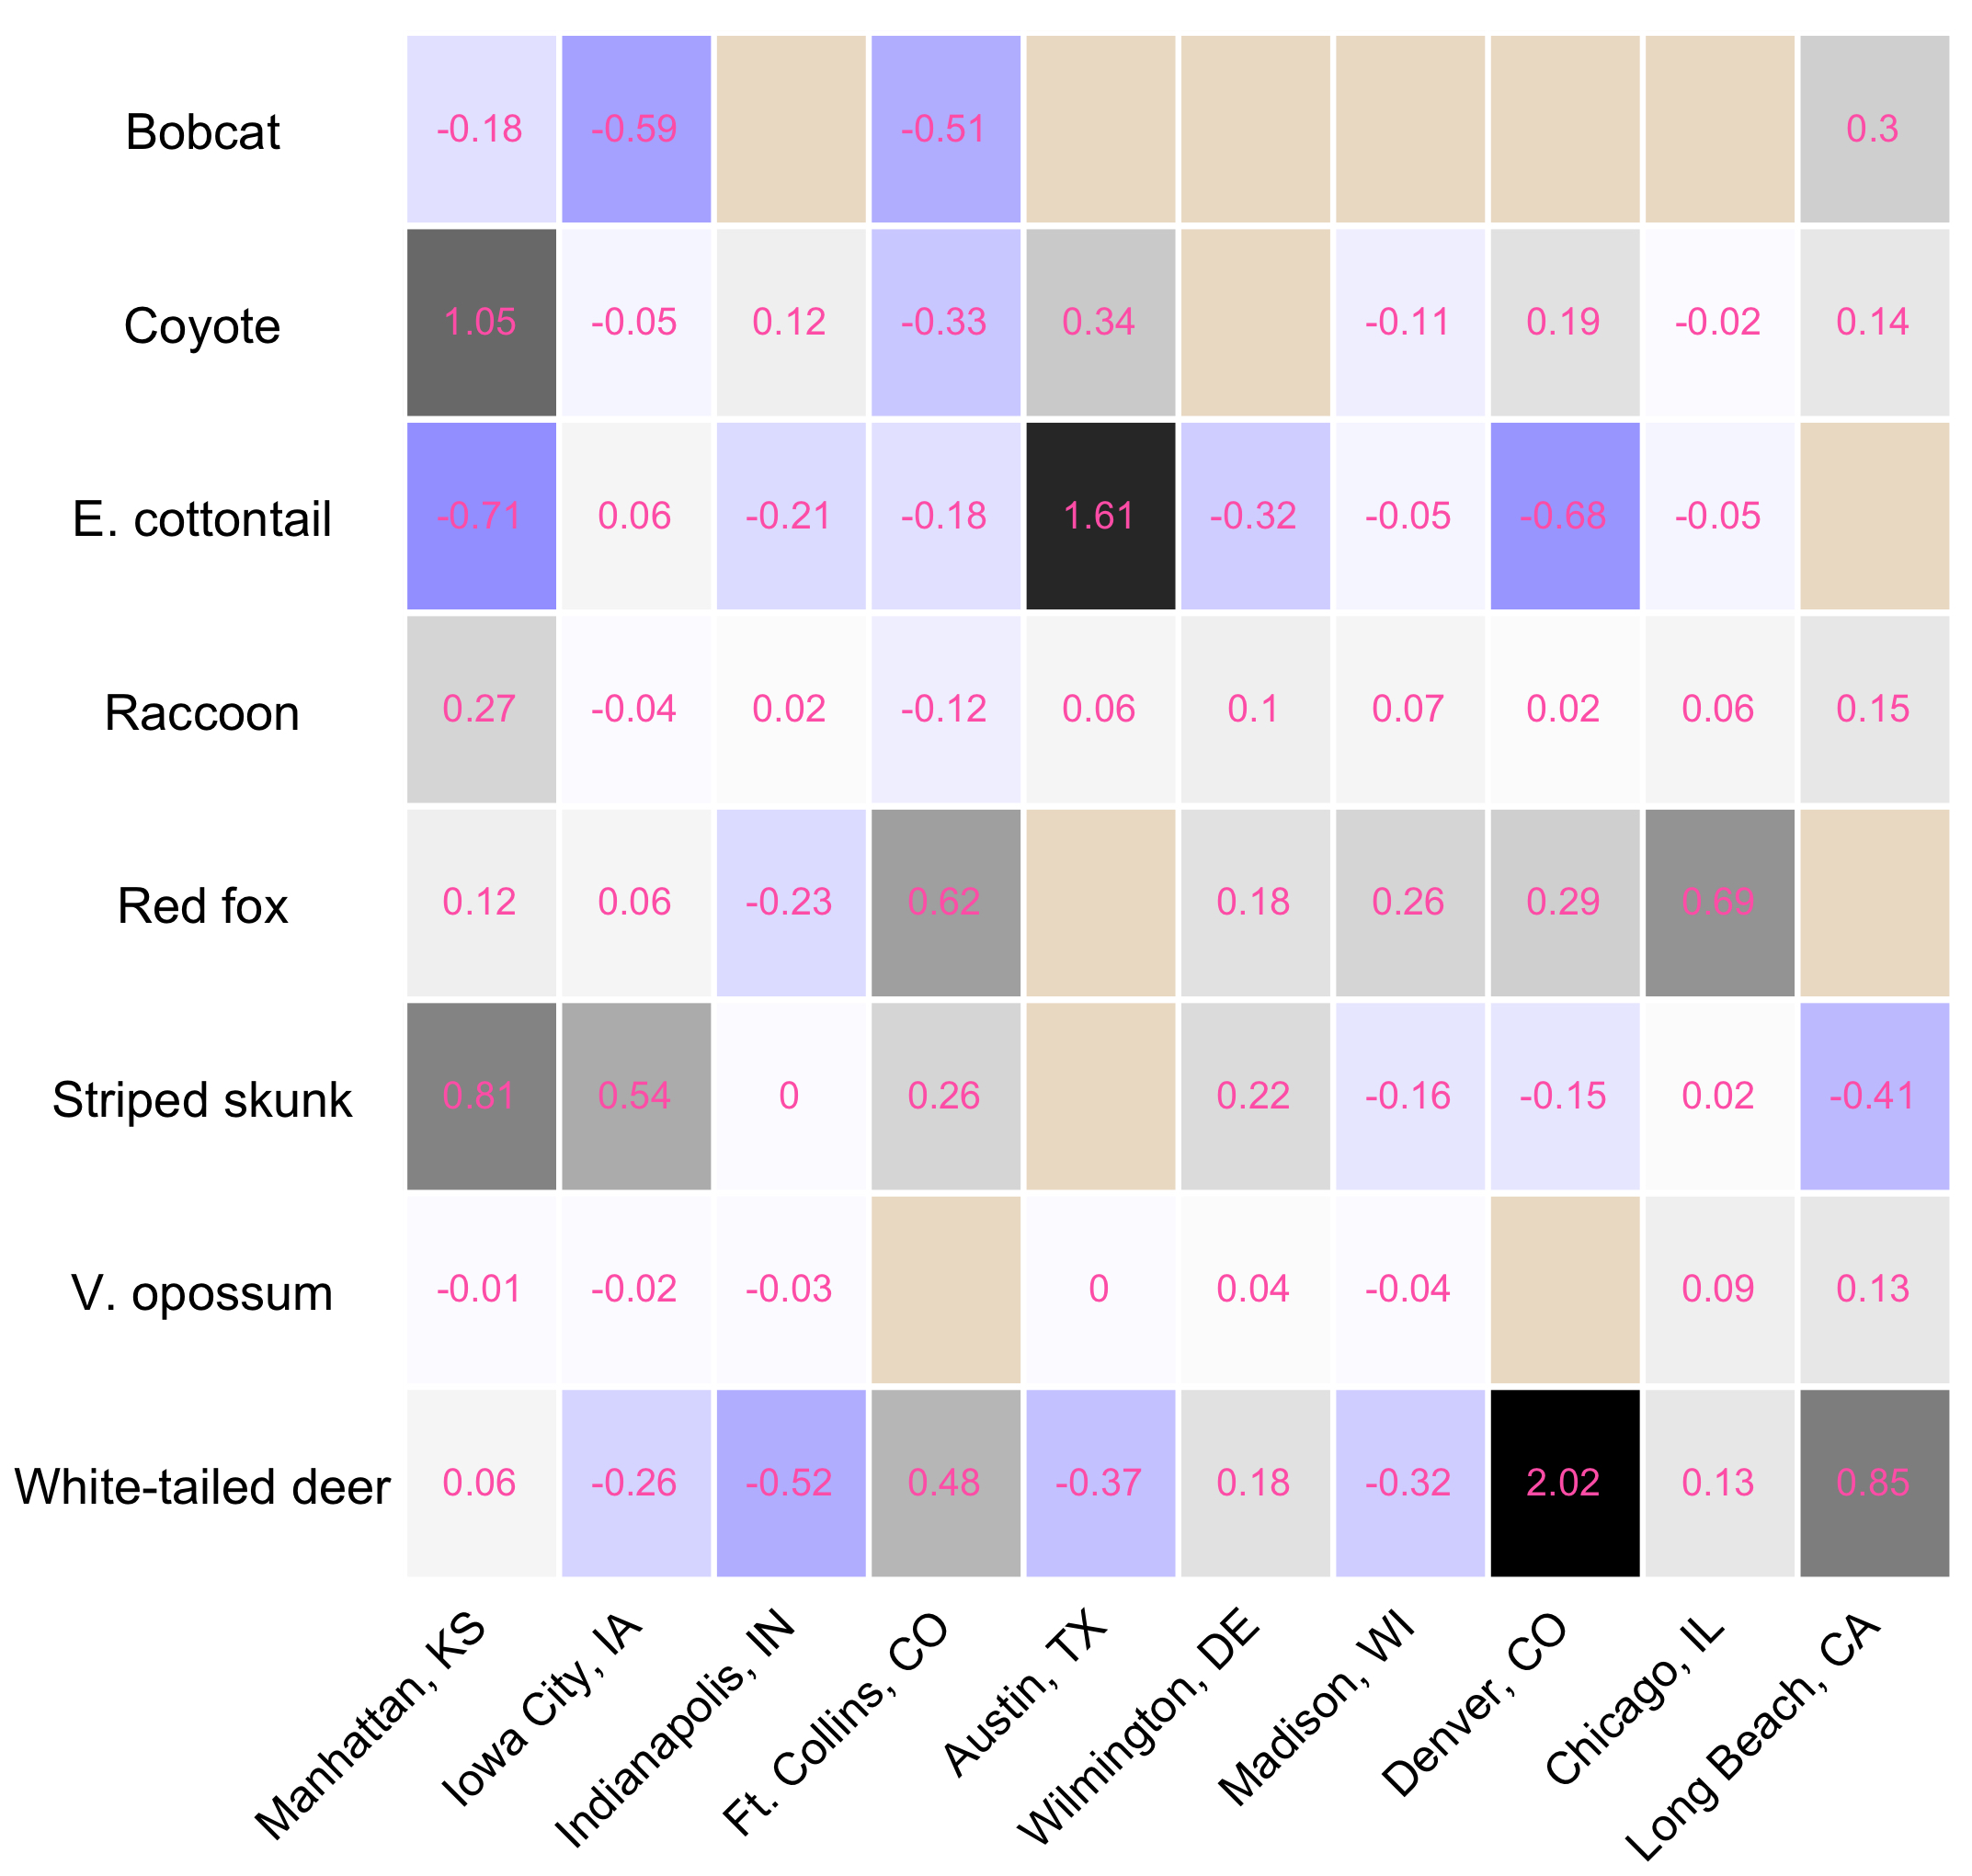 Bobcat -0.18 -0.59 -0.51 0.3
Coyote 1.05 -0.05 0.12 -0.33 0.34 -0.11 0.19 -0.02 0.14
E. cottontail -0.71 0.06 -0.21 -0.18 1.61 -0.32 -0.05 -0.68 -0.05
Raccoon 0.27 -0.04 0.02 -0.12 0.06 0.1 0.07 0.02 0.06 0.15
Red fox 0.12 0.06 -0.23 0.62 0.18 0.26 0.29 0.69
Striped skunk 0.81 0.54 0 0.26 0.22 -0.16 -0.15 0.02 -0.41
V. opossum -0.01 -0.02 -0.03 0 0.04 -0.04 0.09 0.13
White-tailed deer 0.06 -0.26 -0.52 0.48 -0.37 0.18 -0.32 2.02 0.13 0.85
Manhattan, KS
Iowa City, IA
Indianapolis, IN
Ft. Collins, CO
Austin, TX
Wilmington, DE
Madison, WI
Denver, CO
Chicago, IL
Long Beach, CA